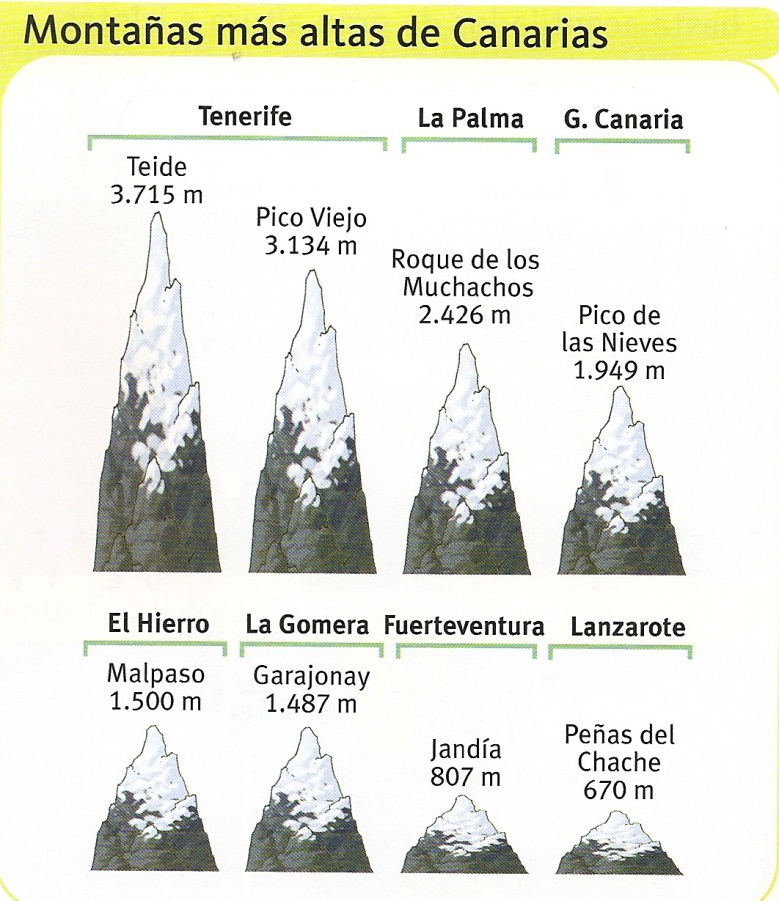 Montañas más altas de Canarias
Tenerife
La Palma
G. Canaria
Teide
3.715 m
Pico Viejo
3.134 m
Roque de los
Muchachos
2.426 m
Pico de
las Nieves
1.949 m
El Hierro
La Gomera
Fuerteventura
Lanzarote
Malpaso
1.500 m
Garajonay
1.487 m
Jandía
807 m
Peñas del
Chache
670 m